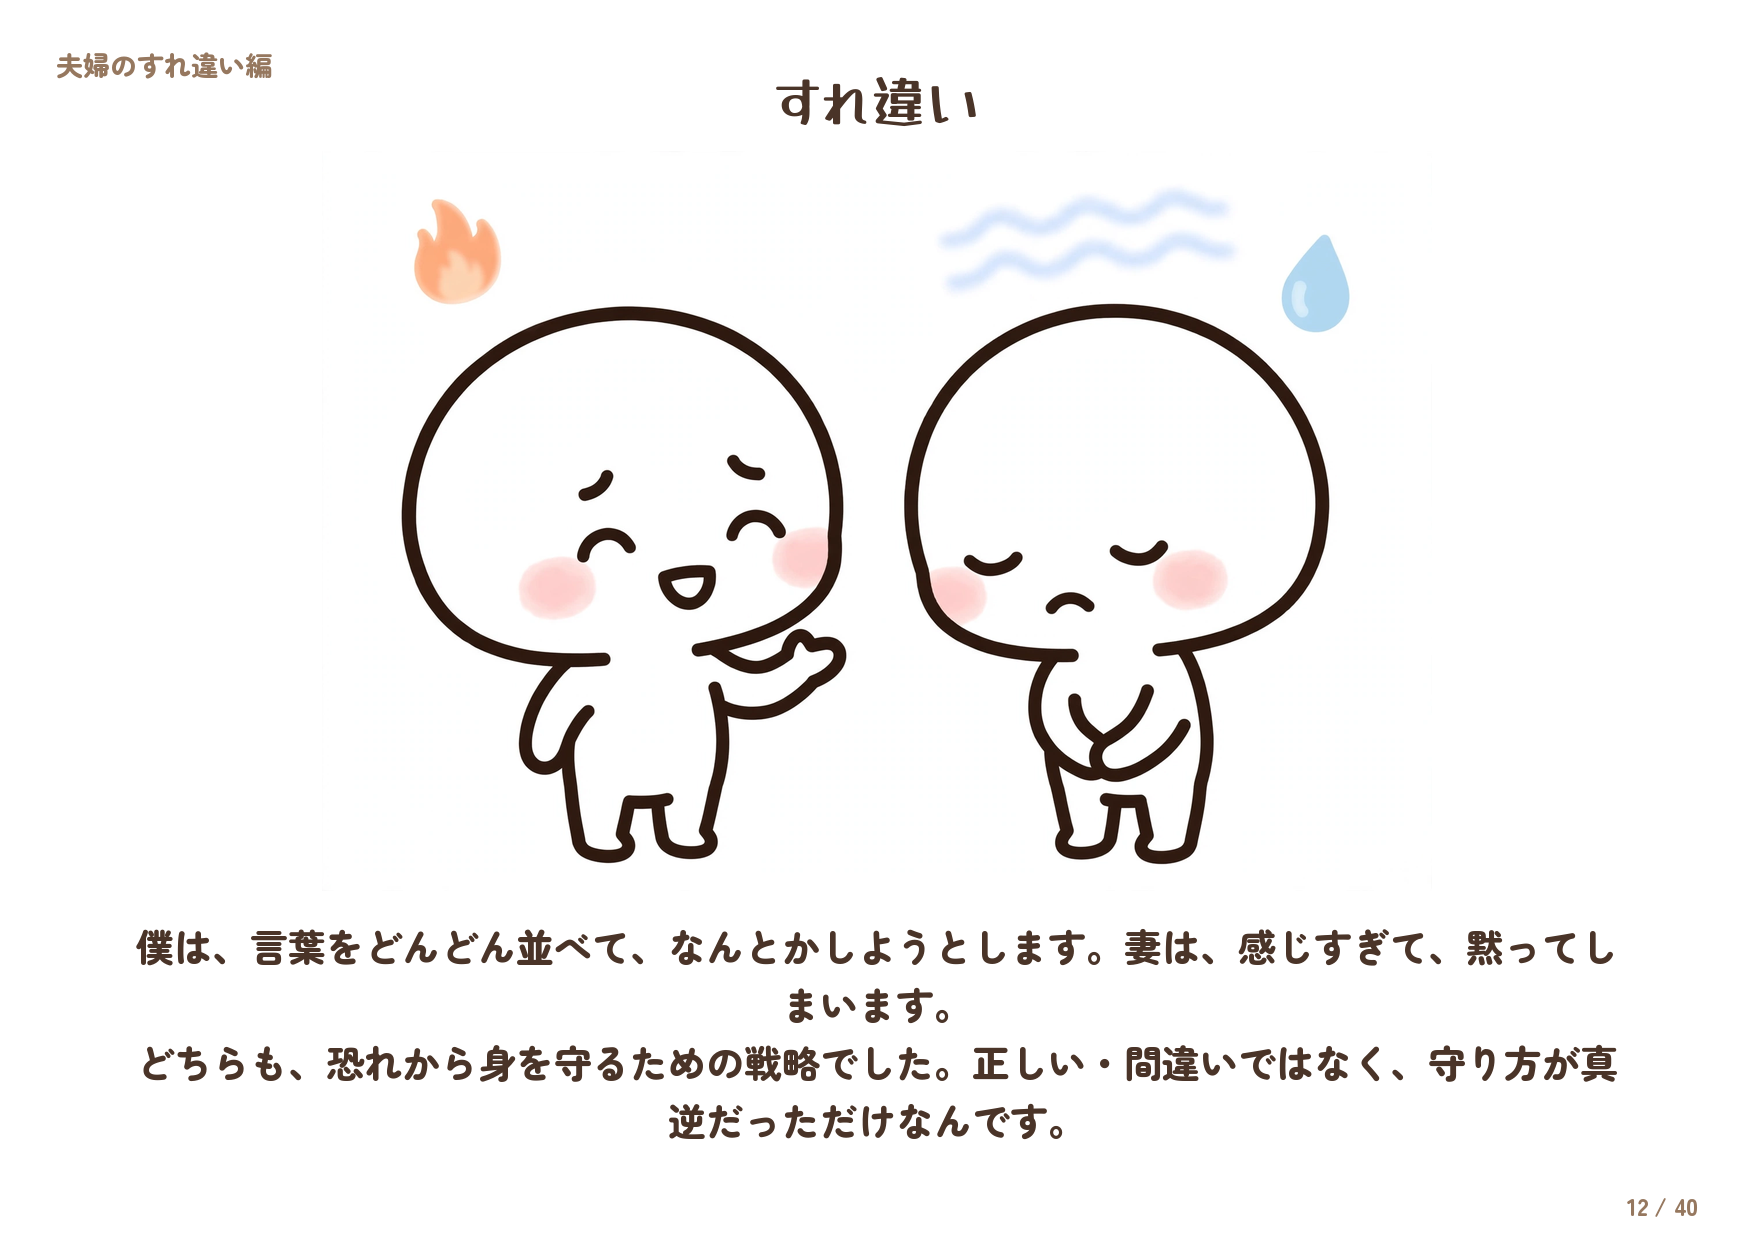 夫婦のすれ違い編
すれ違い
僕は、言葉をどんどん並べて、なんとかしようとします。妻は、感じすぎて、黙ってし
まいます。
どちらも、恐れから身を守るための戦略でした。正しい・間違いではなく、守り方が真
逆だっただけなんです。
12 / 40